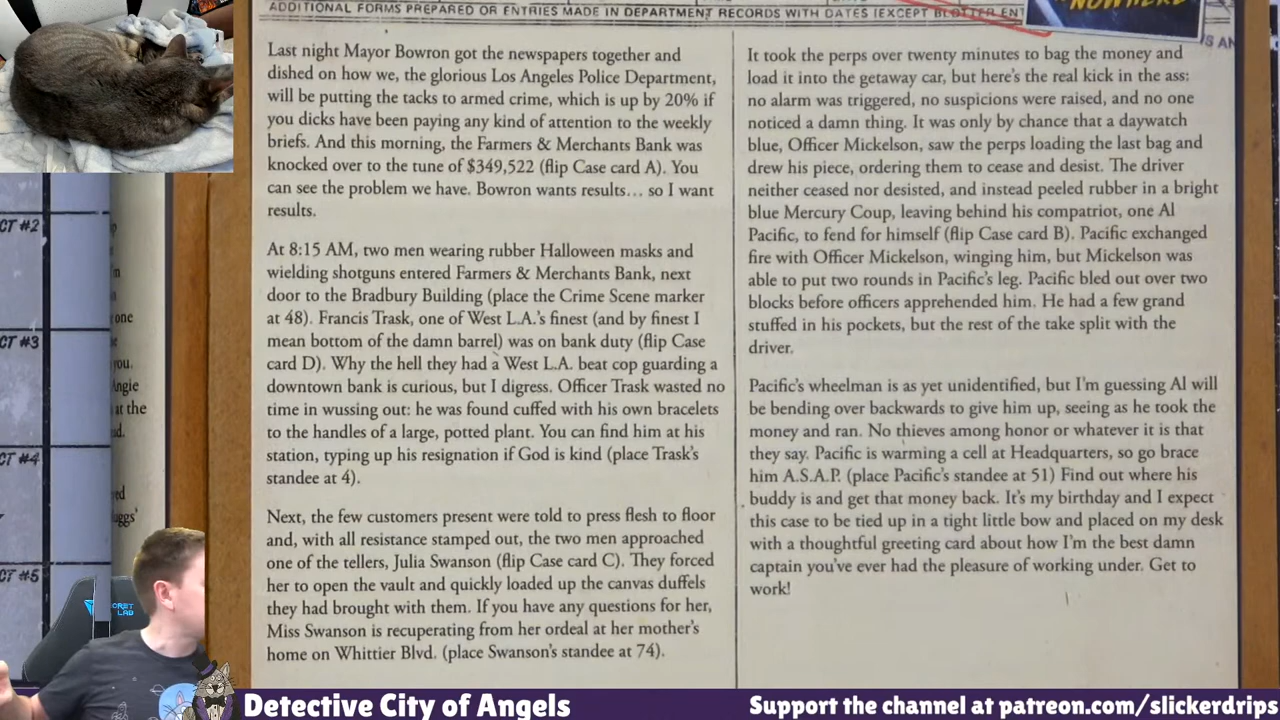 ADDITIONAL FORMS PREPARED OR ENTRIES MADE IN DEPARTMENT RECORDS WITH DATES (EXCEPT BLOTTER ENT
NOWHERE"
IS AN
Last night Mayor Bowron got the newspapers together and
dished on how we, the glorious Los Angeles Police Department,
will be putting the tacks to armed crime, which is up by 20% if
you dicks have been paying any kind of attention to the weekly
briefs. And this morning, the Farmers & Merchants Bank was
knocked over to the tune of $349,522 (flip Case card A). You
can see the problem we have. Bowron wants results... so I want
results.
At 8:15 AM, two men wearing rubber Halloween masks and
wielding shotguns entered Farmers & Merchants Bank, next
door to the Bradbury Building (place the Crime Scene marker
at 48). Francis Trask, one of West L.A.'s finest (and by finest I
mean bottom of the damn barrel) was on bank duty (flip Case
card D). Why the hell they had a West L.A. beat cop guarding a
downtown bank is curious, but I digress. Officer Trask wasted no
time in wussing out: he was found cuffed with his own bracelets
to the handles of a large, potted plant. You can find him at his
station, typing up his resignation if God is kind (place Trask's
standee at 4).
Next, the few customers present were told to press flesh to floor
and, with all resistance stamped out, the two men approached
one of the tellers, Julia Swanson (flip Case card C). They forced
her to open the vault and quickly loaded up the canvas duffels
they had brought with them. If you have any questions for her,
Miss Swanson is recuperating from her ordeal at her mother's
home on Whittier Blvd. (place Swanson's standee at 74).
It took the perps over twenty minutes to bag the money and
load it into the getaway car, but here's the real kick in the ass:
no alarm was triggered, no suspicions were raised, and no one
noticed a damn thing. It was only by chance that a daywatch
blue, Officer Mickelson, saw the perps loading the last bag and
drew his piece, ordering them to cease and desist. The driver
neither ceased nor desisted, and instead peeled rubber in a bright
blue Mercury Coup, leaving behind his compatriot, one Al
Pacific, to fend for himself (flip Case card B). Pacific exchanged
fire with Officer Mickelson, winging him, but Mickelson was
able to put two rounds in Pacific's leg. Pacific bled out over two
blocks before officers apprehended him. He had a few grand
stuffed in his pockets, but the rest of the take split with the
driver.
Pacific's wheelman is as yet unidentified, but I'm guessing Al will
be bending over backwards to give him up, seeing as he took the
money and ran. No thieves among honor or whatever it is that
they say. Pacific is warming a cell at Headquarters, so go brace
him A.S.A.P. (place Pacific's standee at 51) Find out where his
buddy is and get that money back. It's my birthday and I expect
this case to be tied up in a tight little bow and placed on my desk
with a thoughtful greeting card about how I'm the best damn
captain you've ever had the pleasure of working under. Get to
work!
CT #2
CT #3
CT #4
CT #5
one
you.
Angie
at the
uggs'
Detective City of Angels
Support the channel at patreon.com/slickerdrips